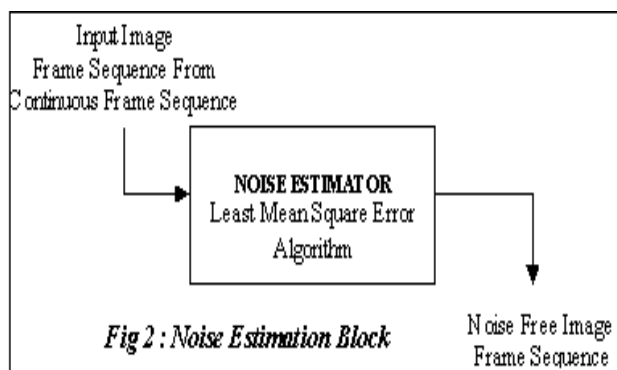 Input Image
Frame Sequence From
Continuous Frame Sequence
NOISE ESTIMATOR
Least Mean Square Error
Algorithm
Fig 2 : Noise Estimation Block
Noise Free Image
Frame Sequence